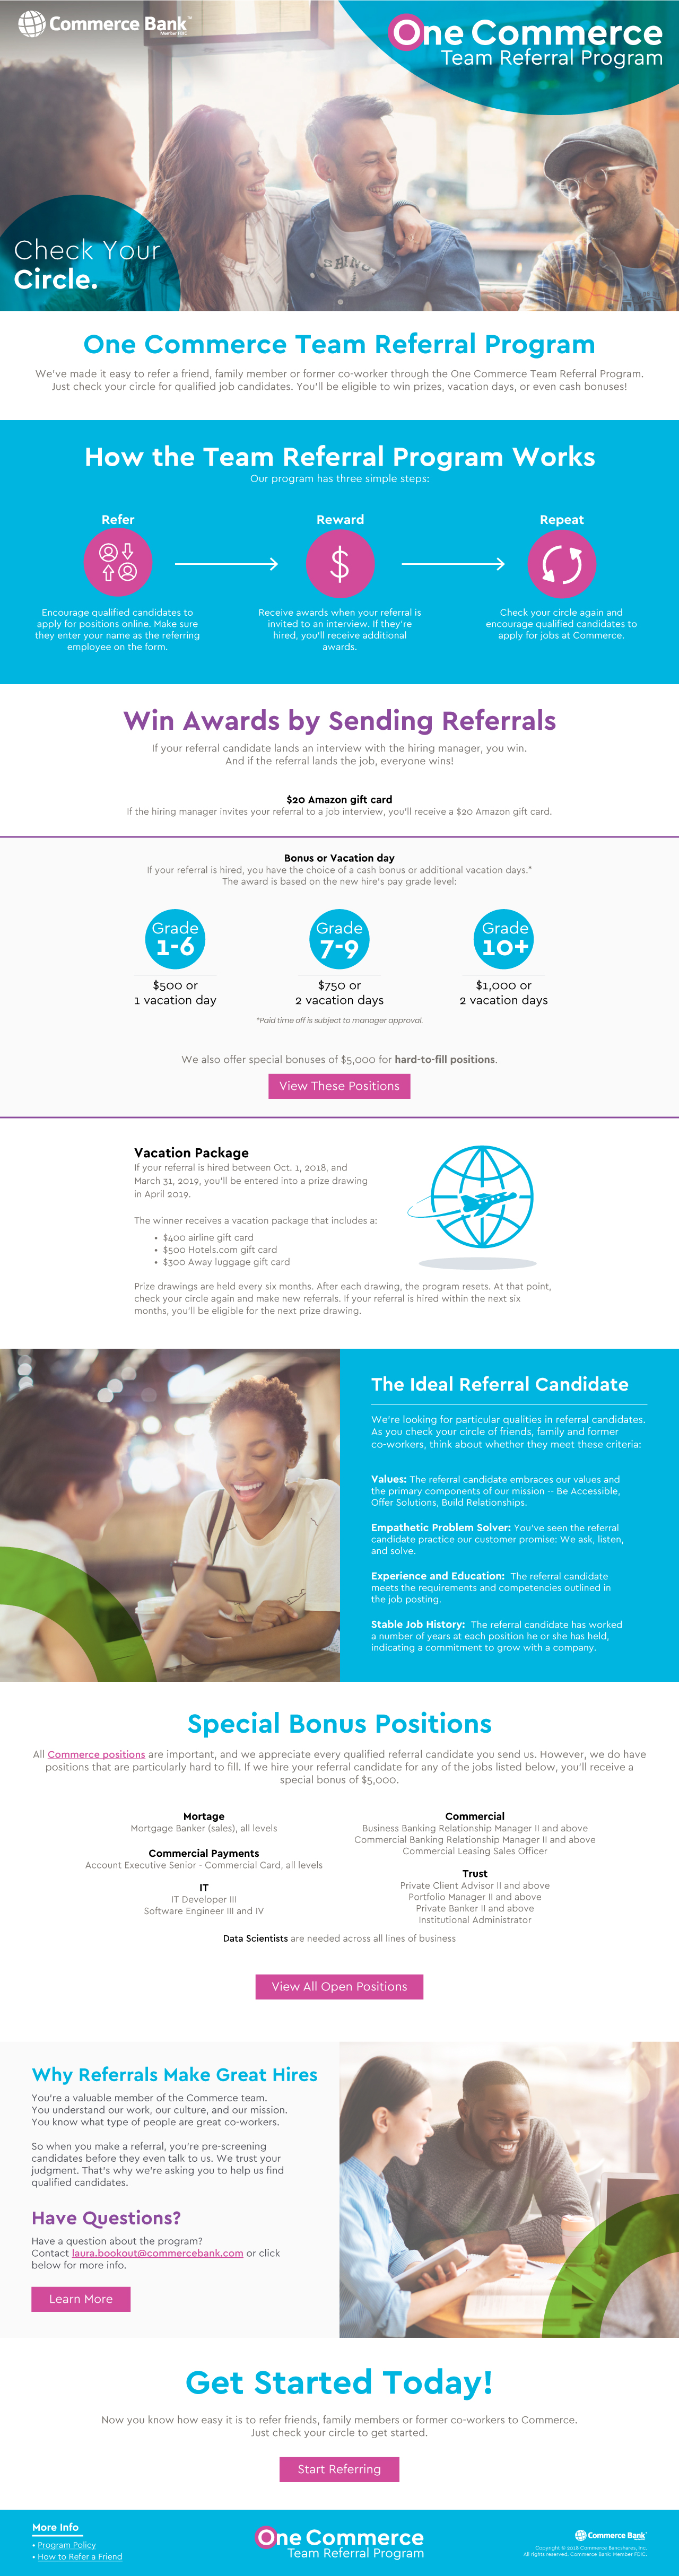 Commerce Bank
Member FDIC
One Commerce
Team Referral Program
Check Your
Circle.
One Commerce Team Referral Program
We've made it easy to refer a friend, family member or former co-worker through the One Commerce Team Referral Program.
Just check your circle for qualified job candidates. You'll be eligible to win prizes, vacation days, or even cash bonuses!
How the Team Referral Program Works
Our program has three simple steps:
Refer
Encourage qualified candidates to
apply for positions online. Make sure
they enter your name as the referring
employee on the form.
Reward
$
Receive awards when your referral is
invited to an interview. If they're
hired, you'll receive additional
awards.
Repeat
Check your circle again and
encourage qualified candidates to
apply for jobs at Commerce.
Win Awards by Sending Referrals
If your referral candidate lands an interview with the hiring manager, you win.
And if the referral lands the job, everyone wins!
$20 Amazon gift card
If the hiring manager invites your referral to a job interview, you'll receive a $20 Amazon gift card.
Bonus or Vacation day
If your referral is hired, you have the choice of a cash bonus or additional vacation days.*
The award is based on the new hire's pay grade level:
Grade
1-6
$500 or
1 vacation day
Grade
7-9
$750 or
2 vacation days
Grade
10+
$1,000 or
2 vacation days
*Paid time off is subject to manager approval.
We also offer special bonuses of $5,000 for hard-to-fill positions.
View These Positions
Vacation Package
If your referral is hired between Oct. 1, 2018, and
March 31, 2019, you'll be entered into a prize drawing
in April 2019.
The winner receives a vacation package that includes a:
• $400 airline gift card
• $500 Hotels.com gift card
• $300 Away luggage gift card
Prize drawings are held every six months. After each drawing, the program resets. At that point,
check your circle again and make new referrals. If your referral is hired within the next six
months, you'll be eligible for the next prize drawing.
The Ideal Referral Candidate
We're looking for particular qualities in referral candidates.
As you check your circle of friends, family and former
co-workers, think about whether they meet these criteria:
Values: The referral candidate embraces our values and
the primary components of our mission -- Be Accessible,
Offer Solutions, Build Relationships.
Empathetic Problem Solver: You've seen the referral
candidate practice our customer promise: We ask, listen,
and solve.
Experience and Education: The referral candidate
meets the requirements and competencies outlined in
the job posting.
Stable Job History: The referral candidate has worked
a number of years at each position he or she has held,
indicating a commitment to grow with a company.
Special Bonus Positions
All Commerce positions are important, and we appreciate every qualified referral candidate you send us. However, we do have
positions that are particularly hard to fill. If we hire your referral candidate for any of the jobs listed below, you'll receive a
special bonus of $5,000.
Mortage
Mortgage Banker (sales), all levels
Commercial Payments
Account Executive Senior - Commercial Card, all levels
IT
IT Developer III
Software Engineer III and IV
Commercial
Business Banking Relationship Manager II and above
Commercial Banking Relationship Manager II and above
Commercial Leasing Sales Officer
Trust
Private Client Advisor II and above
Portfolio Manager II and above
Private Banker II and above
Institutional Administrator
Data Scientists are needed across all lines of business
View All Open Positions
Why Referrals Make Great Hires
You're a valuable member of the Commerce team.
You understand our work, our culture, and our mission.
You know what type of people are great co-workers.
So when you make a referral, you're pre-screening
candidates before they even talk to us. We trust your
judgment. That's why we're asking you to help us find
qualified candidates.
Have Questions?
Have a question about the program?
Contact laura.bookout@commercebank.com or click
below for more info.
Learn More
Get Started Today!
Now you know how easy it is to refer friends, family members or former co-workers to Commerce.
Just check your circle to get started.
Start Referring
More Info
• Program Policy
• How to Refer a Friend
One Commerce
Team Referral Program
Commerce Bank
Copyright © 2018 Commerce Bancshares, Inc.
All rights reserved. Commerce Bank: Member FDIC.